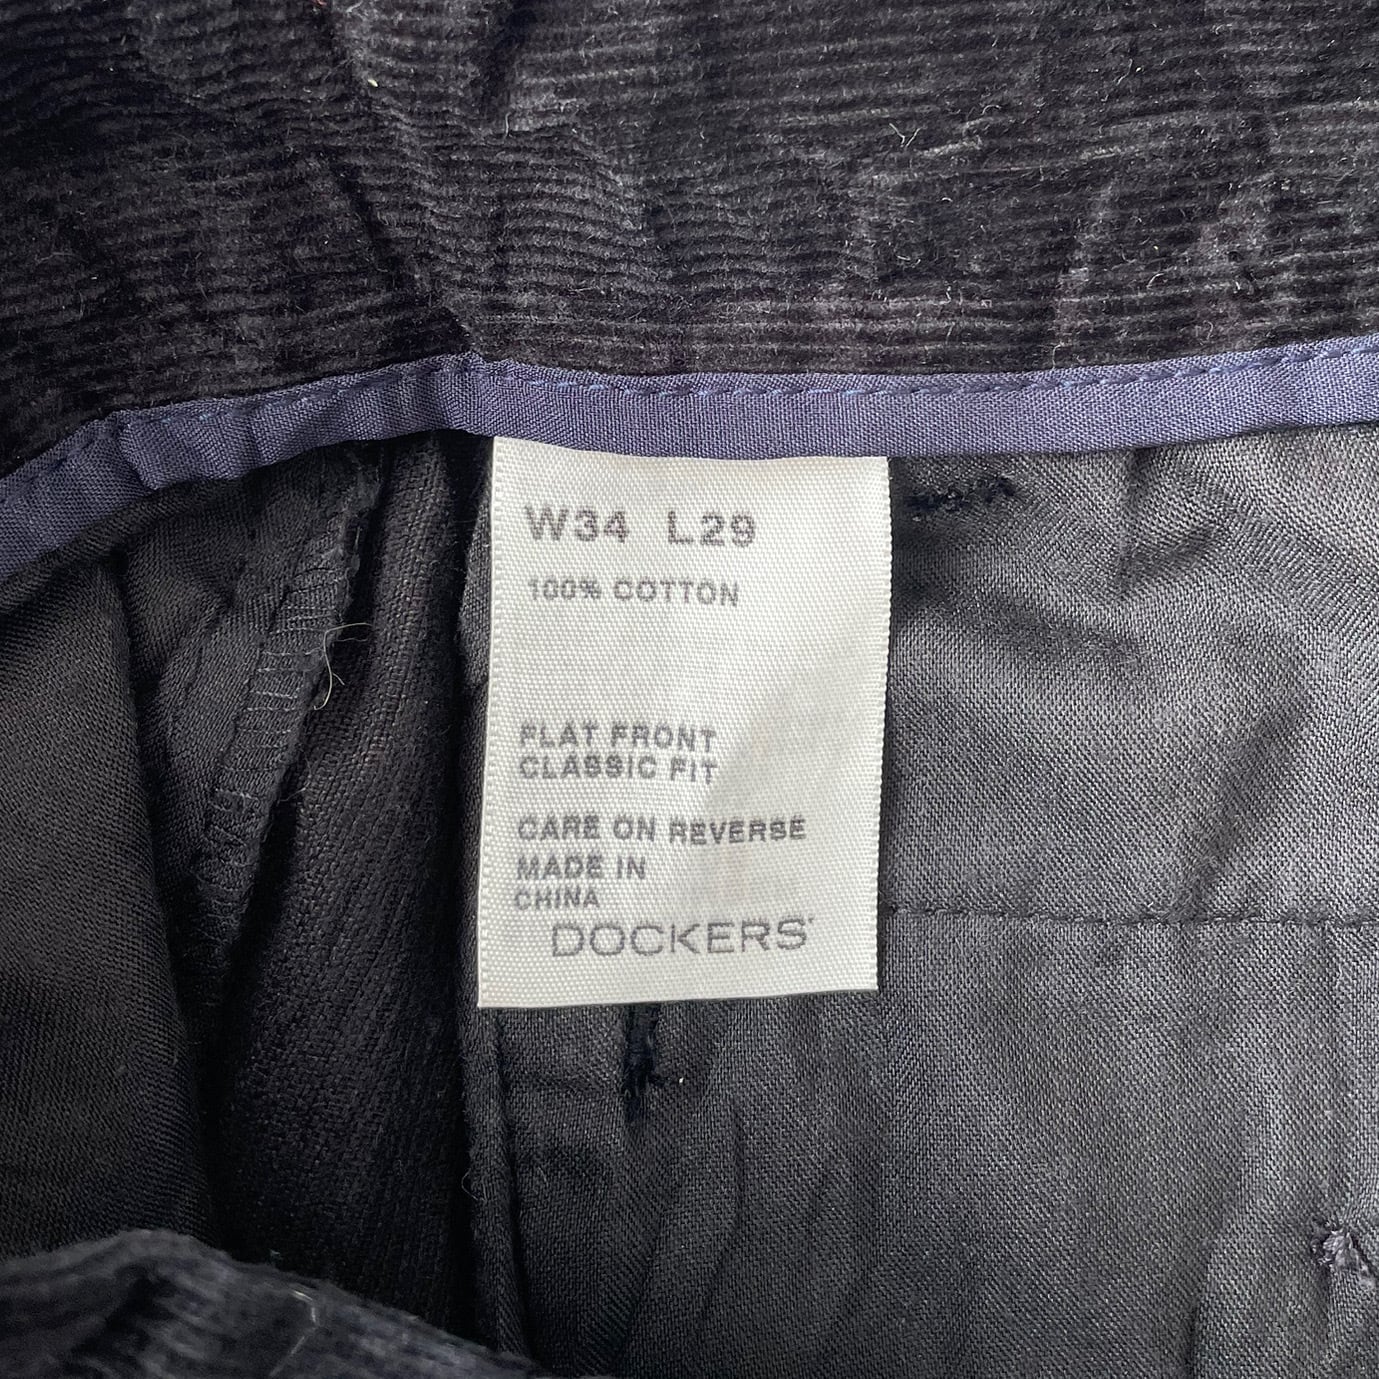 W34 L29
100% COTTON
FLAT FRONT
CLASSIC FIT
CARE ON REVERSE
MADE IN
CHINA
DOCKERS